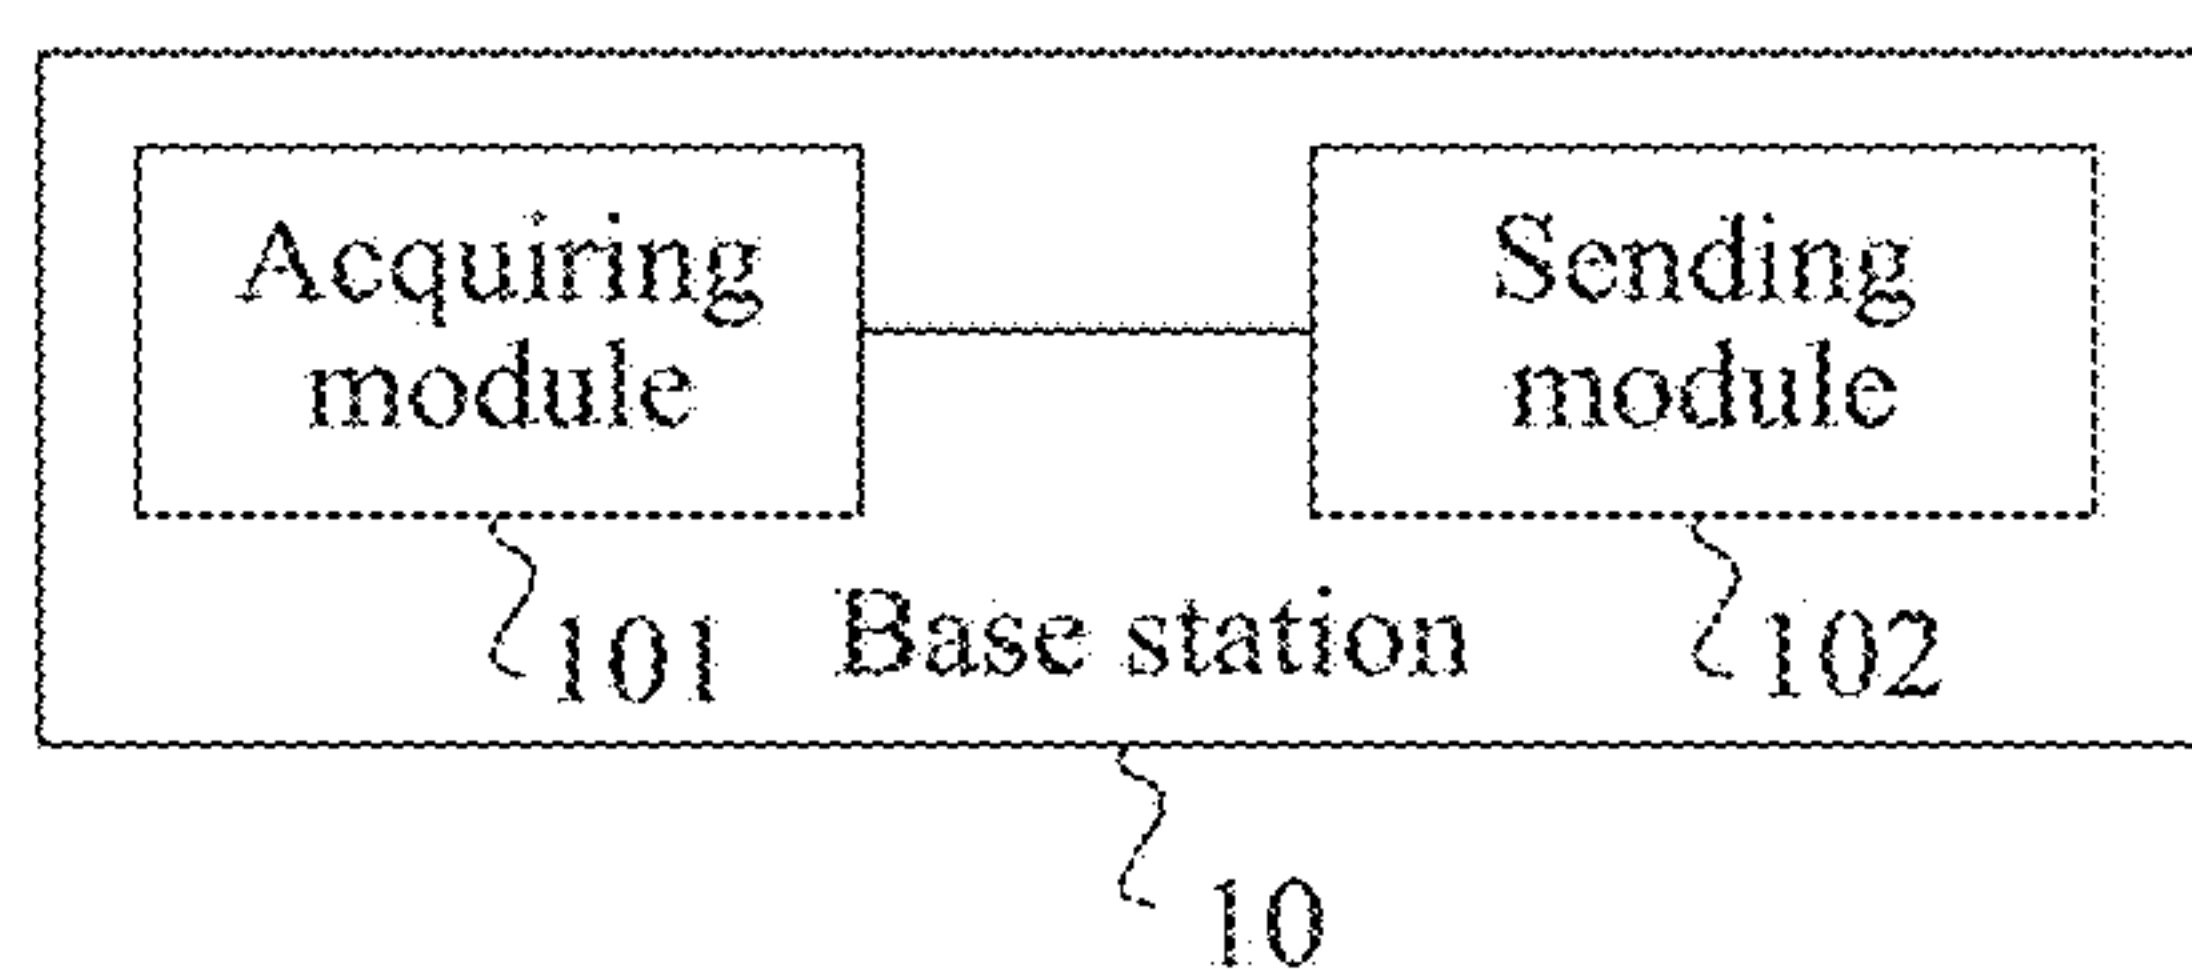 Acquiring
module
Sending
module
101
Base station
102
10